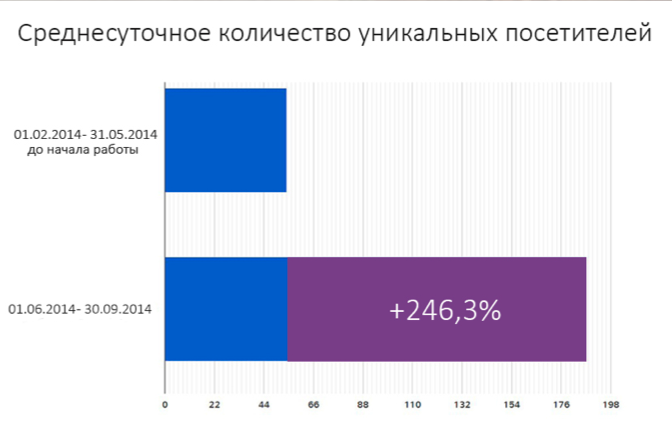 Среднесуточное количество уникальных посетителей
01.02.2014- 31.05.2014
до начала работы
+246,3%
01.06.2014- 30.09.2014
0 22 44 66 88 110 132 154 176 198